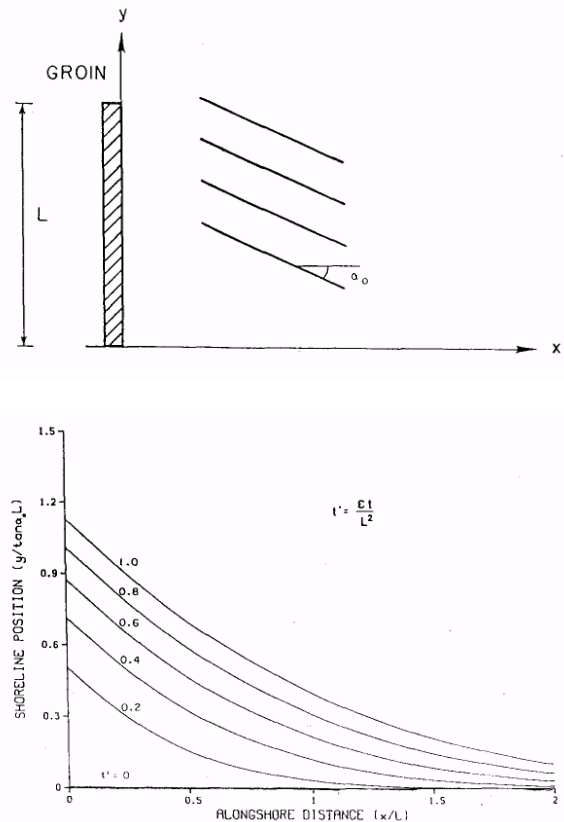 y
GROIN
L
α₀
x
1.5
1.2
0.9
0.6
0.3
0
SHORELINE POSITION (y/tanα₀L)
t' = εt/L²
1.0
0.8
0.6
0.4
0.2
t'=0
0 0.5 1 1.5 2
ALONGSHORE DISTANCE (x/L)